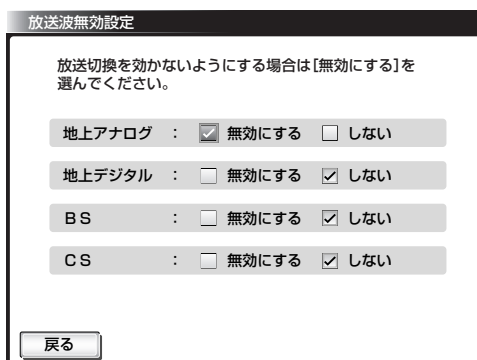 放送波無効設定
放送切換を効かないようにする場合は[無効にする]を
選んでください。
地上アナログ : 無効にする しない
地上デジタル : 無効にする しない
BS : 無効にする しない
CS : 無効にする しない
戻る